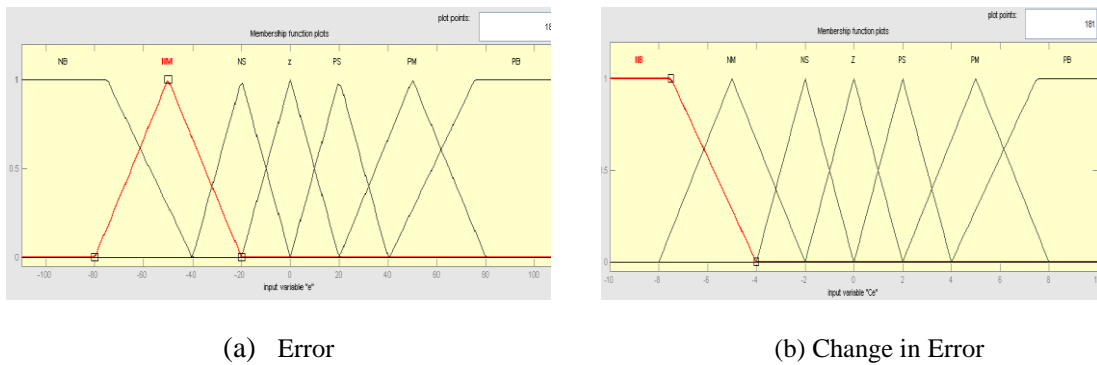 plot points:
18
Membership function plots
NB NM NS z PS PM PB
1
0.5
0
-100 -80 -60 -40 -20 0 20 40 60 80 100
input variable "e"
(a) Error
plot points:
181
Membership function plots
NB NM NS Z PS PM PB
1
0.5
0
-10 -8 -6 -4 -2 0 2 4 6 8
input variable "Ce"
(b) Change in Error